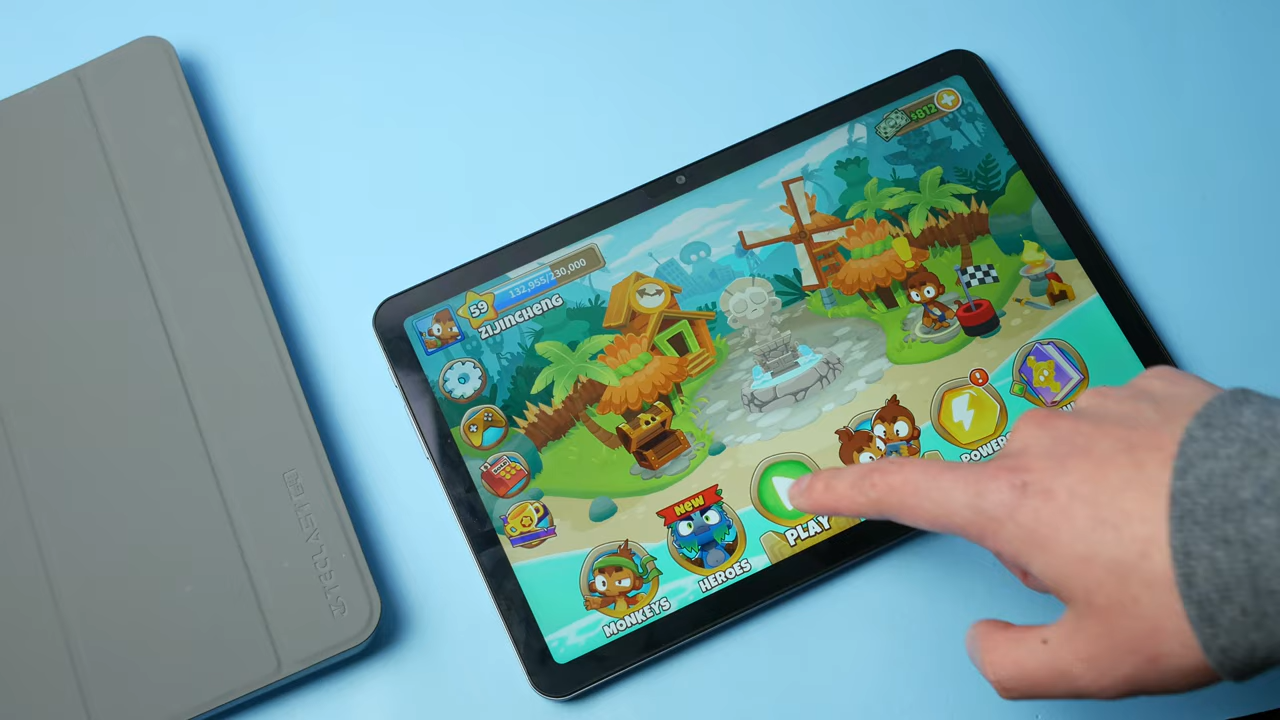 $812
132,955/230,000
59
ZIJINCHENG
New
PLAY
HEROES
MONKEYS
POWERS
TECLAST